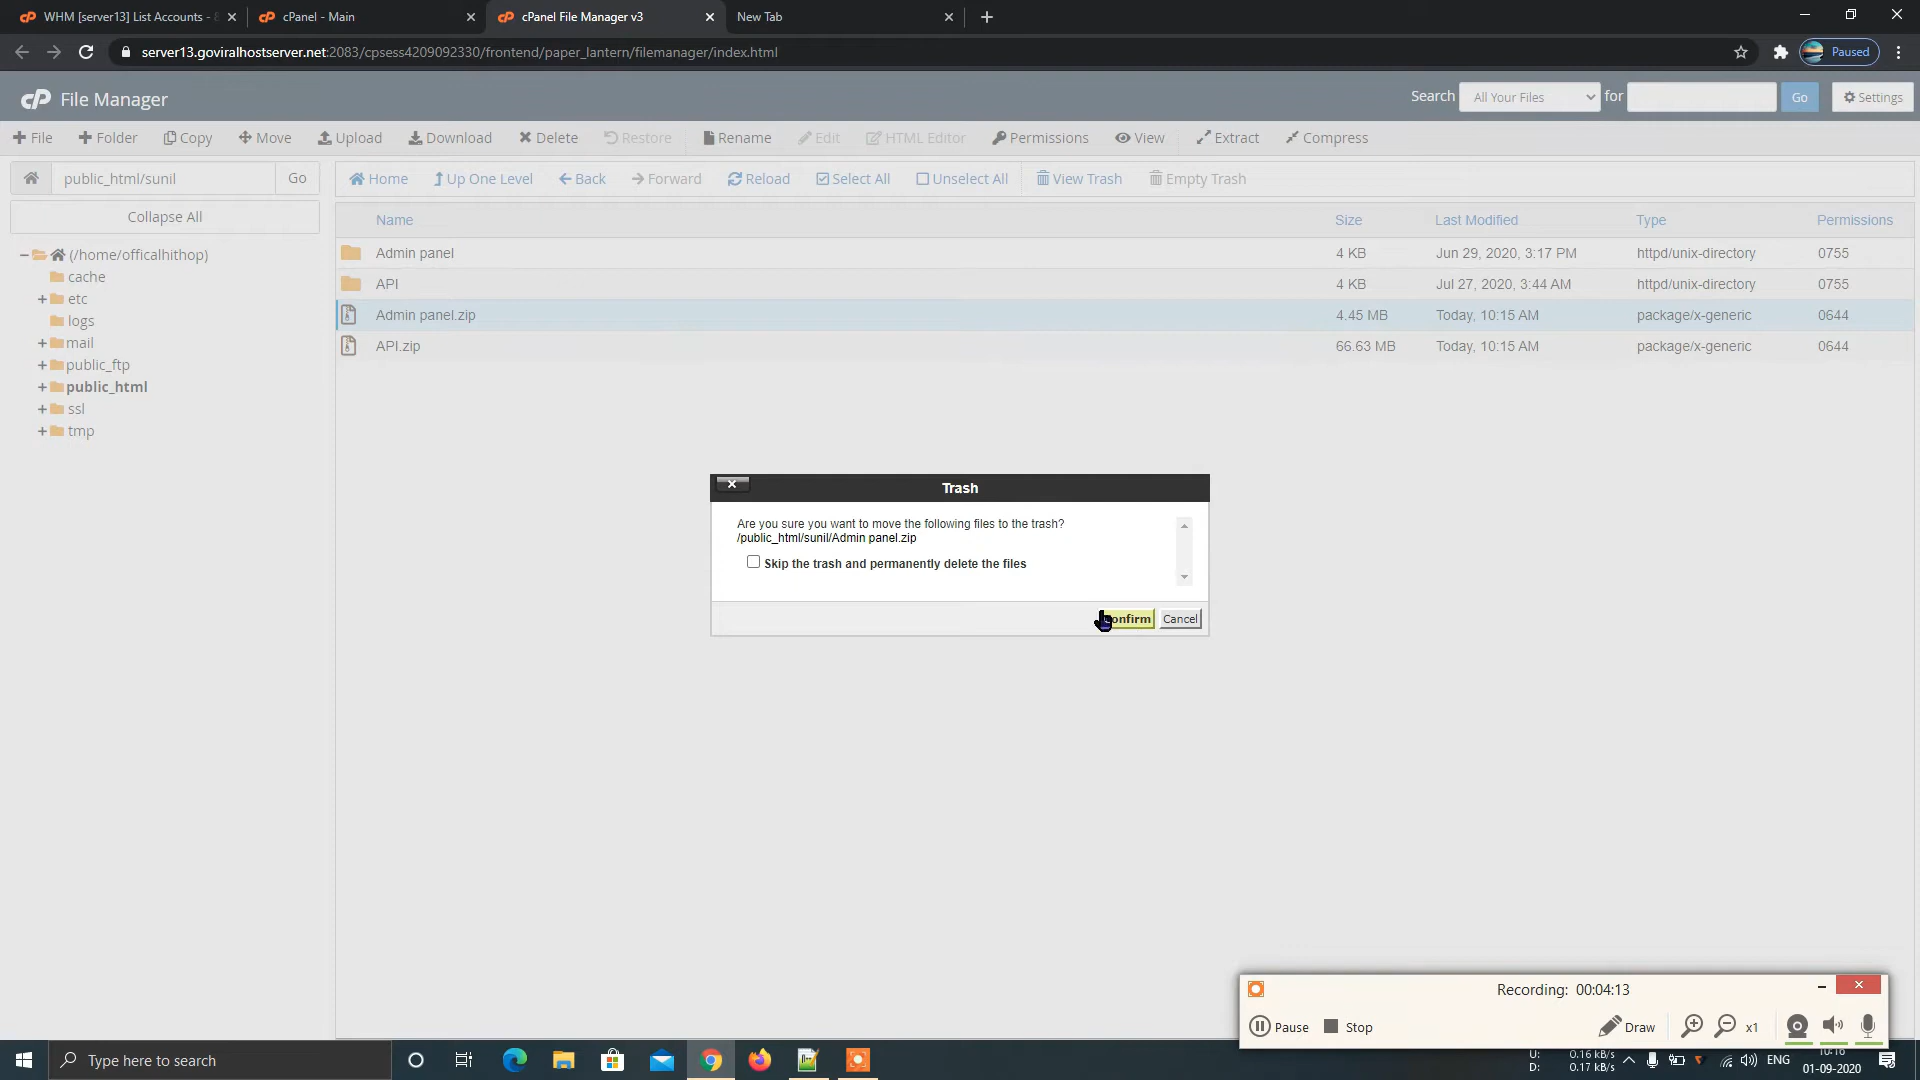 WHM [server13] List Accounts - 8
cPanel - Main
cPanel File Manager v3
New Tab
server13.goviralhostserver.net:2083/cpsess4209092330/frontend/paper_lantern/filemanager/index.html
Paused
cP File Manager
Search All Your Files for Go Settings
File Folder Copy Move Upload Download Delete Restore Rename Edit HTML Editor Permissions View Extract Compress
public_html/sunil Go
Home Up One Level Back Forward Reload Select All Unselect All View Trash Empty Trash
Collapse All
(/home/officalhithop)
cache
etc
logs
mail
public_ftp
public_html
ssl
tmp
Name Size Last Modified Type Permissions
Admin panel 4 KB Jun 29, 2020, 3:17 PM httpd/unix-directory 0755
API 4 KB Jul 27, 2020, 3:44 AM httpd/unix-directory 0755
Admin panel.zip 4.45 MB Today, 10:15 AM package/x-generic 0644
API.zip 66.63 MB Today, 10:15 AM package/x-generic 0644
Trash
Are you sure you want to move the following files to the trash?
/public_html/sunil/Admin panel.zip
Skip the trash and permanently delete the files
onfirm Cancel
Recording: 00:04:13
Pause Stop Draw x1
Type here to search
U: 0.16 kB/s
D: 0.17 kB/s
ENG
10:16
01-09-2020